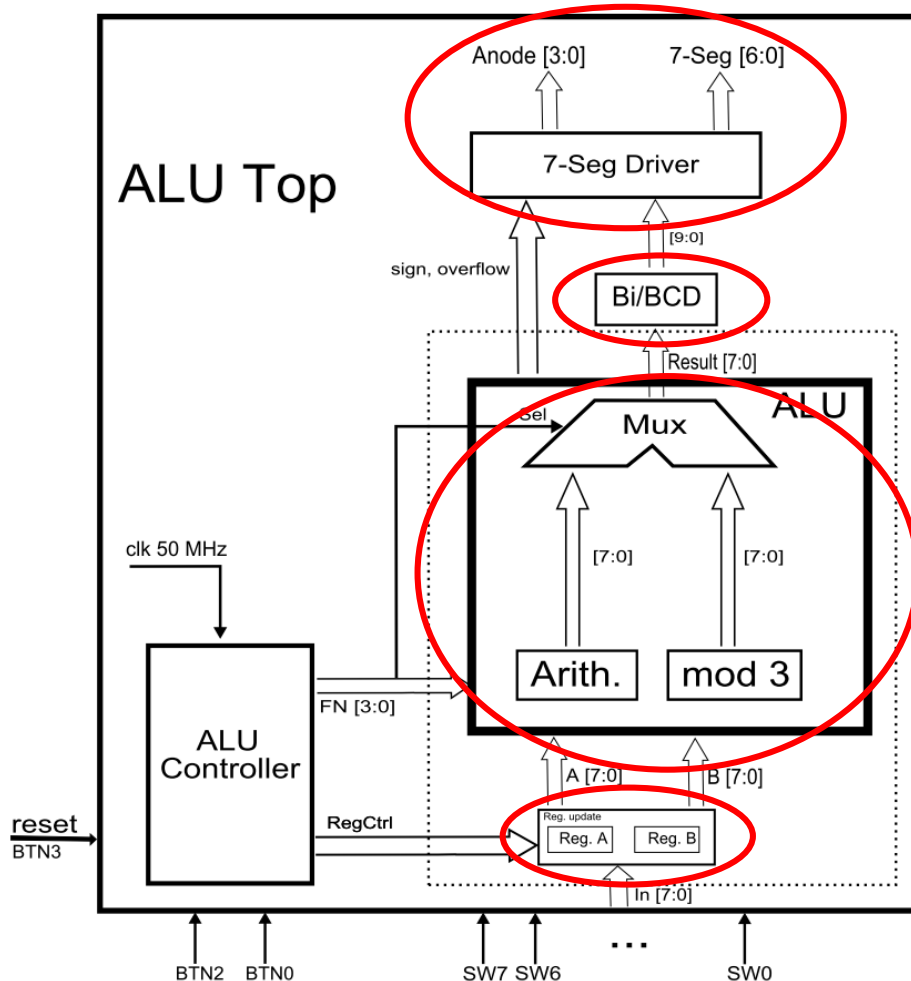 Anode [3:0]
7-Seg [6:0]
7-Seg Driver
ALU Top
[9:0]
sign, overflow
Bi/BCD
Result [7:0]
ALU
Sel
Mux
clk 50 MHz
[7:0]
[7:0]
Arith.
mod 3
FN [3:0]
ALU
Controller
A [7:0]
B [7:0]
RegCtrl
Reg. update
Reg. A
Reg. B
reset
BTN3
In [7:0]
...
BTN2
BTN0
SW7
SW6
SW0